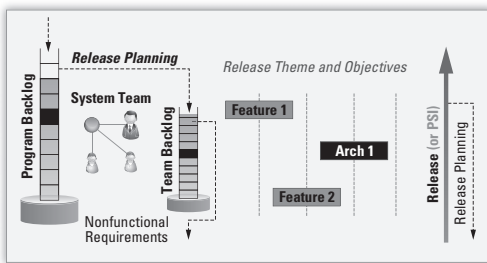 Release Planning
Program Backlog
System Team
Team Backlog
Nonfunctional
Requirements
Release Theme and Objectives
Feature 1
Arch 1
Feature 2
Release (or PSI)
Release Planning